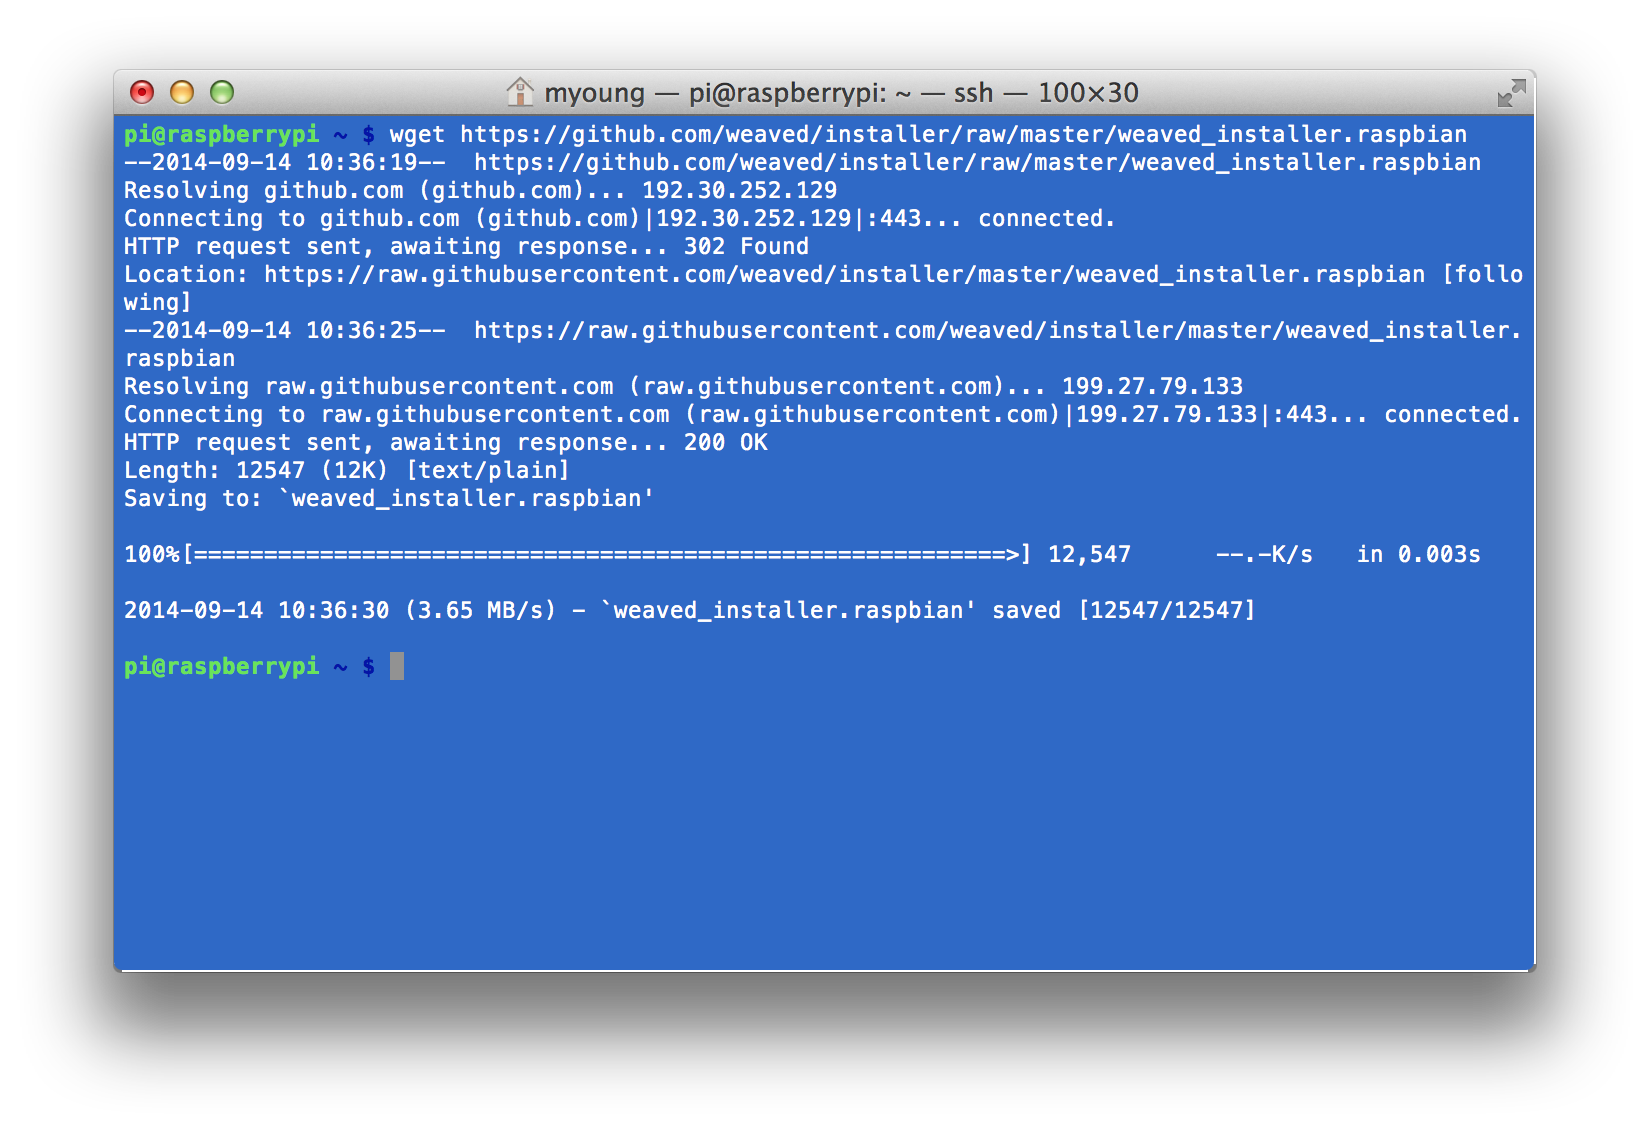 myoung — pi@raspberrypi: ~ — ssh — 100×30
pi@raspberrypi ~ $ wget https://github.com/weaved/installer/raw/master/weaved_installer.raspbian
--2014-09-14 10:36:19--  https://github.com/weaved/installer/raw/master/weaved_installer.raspbian
Resolving github.com (github.com)... 192.30.252.129
Connecting to github.com (github.com)|192.30.252.129|:443... connected.
HTTP request sent, awaiting response... 302 Found
Location: https://raw.githubusercontent.com/weaved/installer/master/weaved_installer.raspbian [follo
wing]
--2014-09-14 10:36:25--  https://raw.githubusercontent.com/weaved/installer/master/weaved_installer.
raspbian
Resolving raw.githubusercontent.com (raw.githubusercontent.com)... 199.27.79.133
Connecting to raw.githubusercontent.com (raw.githubusercontent.com)|199.27.79.133|:443... connected.
HTTP request sent, awaiting response... 200 OK
Length: 12547 (12K) [text/plain]
Saving to: `weaved_installer.raspbian'
100%[==========================================================>] 12,547      --.-K/s   in 0.003s
2014-09-14 10:36:30 (3.65 MB/s) - `weaved_installer.raspbian' saved [12547/12547]
pi@raspberrypi ~ $